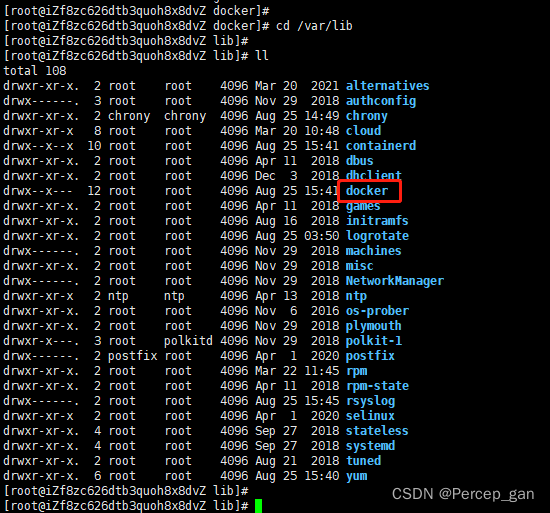 [root@iZf8zc626dtb3quoh8x8dvZ docker]#
[root@iZf8zc626dtb3quoh8x8dvZ docker]# cd /var/lib
[root@iZf8zc626dtb3quoh8x8dvZ lib]#
[root@iZf8zc626dtb3quoh8x8dvZ lib]# ll
total 108
drwxr-xr-x. 2 root root 4096 Mar 20 2021 alternatives
drwx------. 3 root root 4096 Nov 29 2018 authconfig
drwxr-xr-x. 2 chrony chrony 4096 Aug 25 14:49 chrony
drwxr-xr-x 8 root root 4096 Mar 20 10:48 cloud
drwx--x--x 10 root root 4096 Aug 25 15:41 containerd
drwxr-xr-x. 2 root root 4096 Apr 11 2018 dbus
drwxr-xr-x. 2 root root 4096 Dec 3 2018 dhclient
drwx--x--- 12 root root 4096 Aug 25 15:41 docker
drwxr-xr-x. 2 root root 4096 Apr 11 2018 games
drwxr-xr-x. 2 root root 4096 Aug 16 2018 initramfs
drwxr-xr-x. 2 root root 4096 Aug 25 03:50 logrotate
drwx------. 2 root root 4096 Nov 29 2018 machines
drwxr-xr-x. 2 root root 4096 Nov 29 2018 misc
drwx------. 2 root root 4096 Nov 29 2018 NetworkManager
drwxr-xr-x 2 ntp ntp 4096 Apr 13 2018 ntp
drwxr-xr-x. 2 root root 4096 Nov 6 2016 os-prober
drwxr-xr-x. 2 root root 4096 Nov 29 2018 plymouth
drwxr-x---. 3 root polkitd 4096 Nov 29 2018 polkit-1
drwx------. 2 postfix root 4096 Apr 1 2020 postfix
drwxr-xr-x. 2 root root 4096 Mar 22 11:45 rpm
drwxr-xr-x. 2 root root 4096 Apr 11 2018 rpm-state
drwx------. 2 root root 4096 Aug 25 15:45 rsyslog
drwxr-xr-x 2 root root 4096 Apr 1 2020 selinux
drwxr-xr-x. 4 root root 4096 Sep 27 2018 stateless
drwxr-xr-x. 4 root root 4096 Sep 27 2018 systemd
drwxr-xr-x. 2 root root 4096 Aug 21 2018 tuned
drwxr-xr-x. 6 root root 4096 Aug 25 15:40 yum
[root@iZf8zc626dtb3quoh8x8dvZ lib]#
[root@iZf8zc626dtb3quoh8x8dvZ lib]#
CSDN @Percep_gan